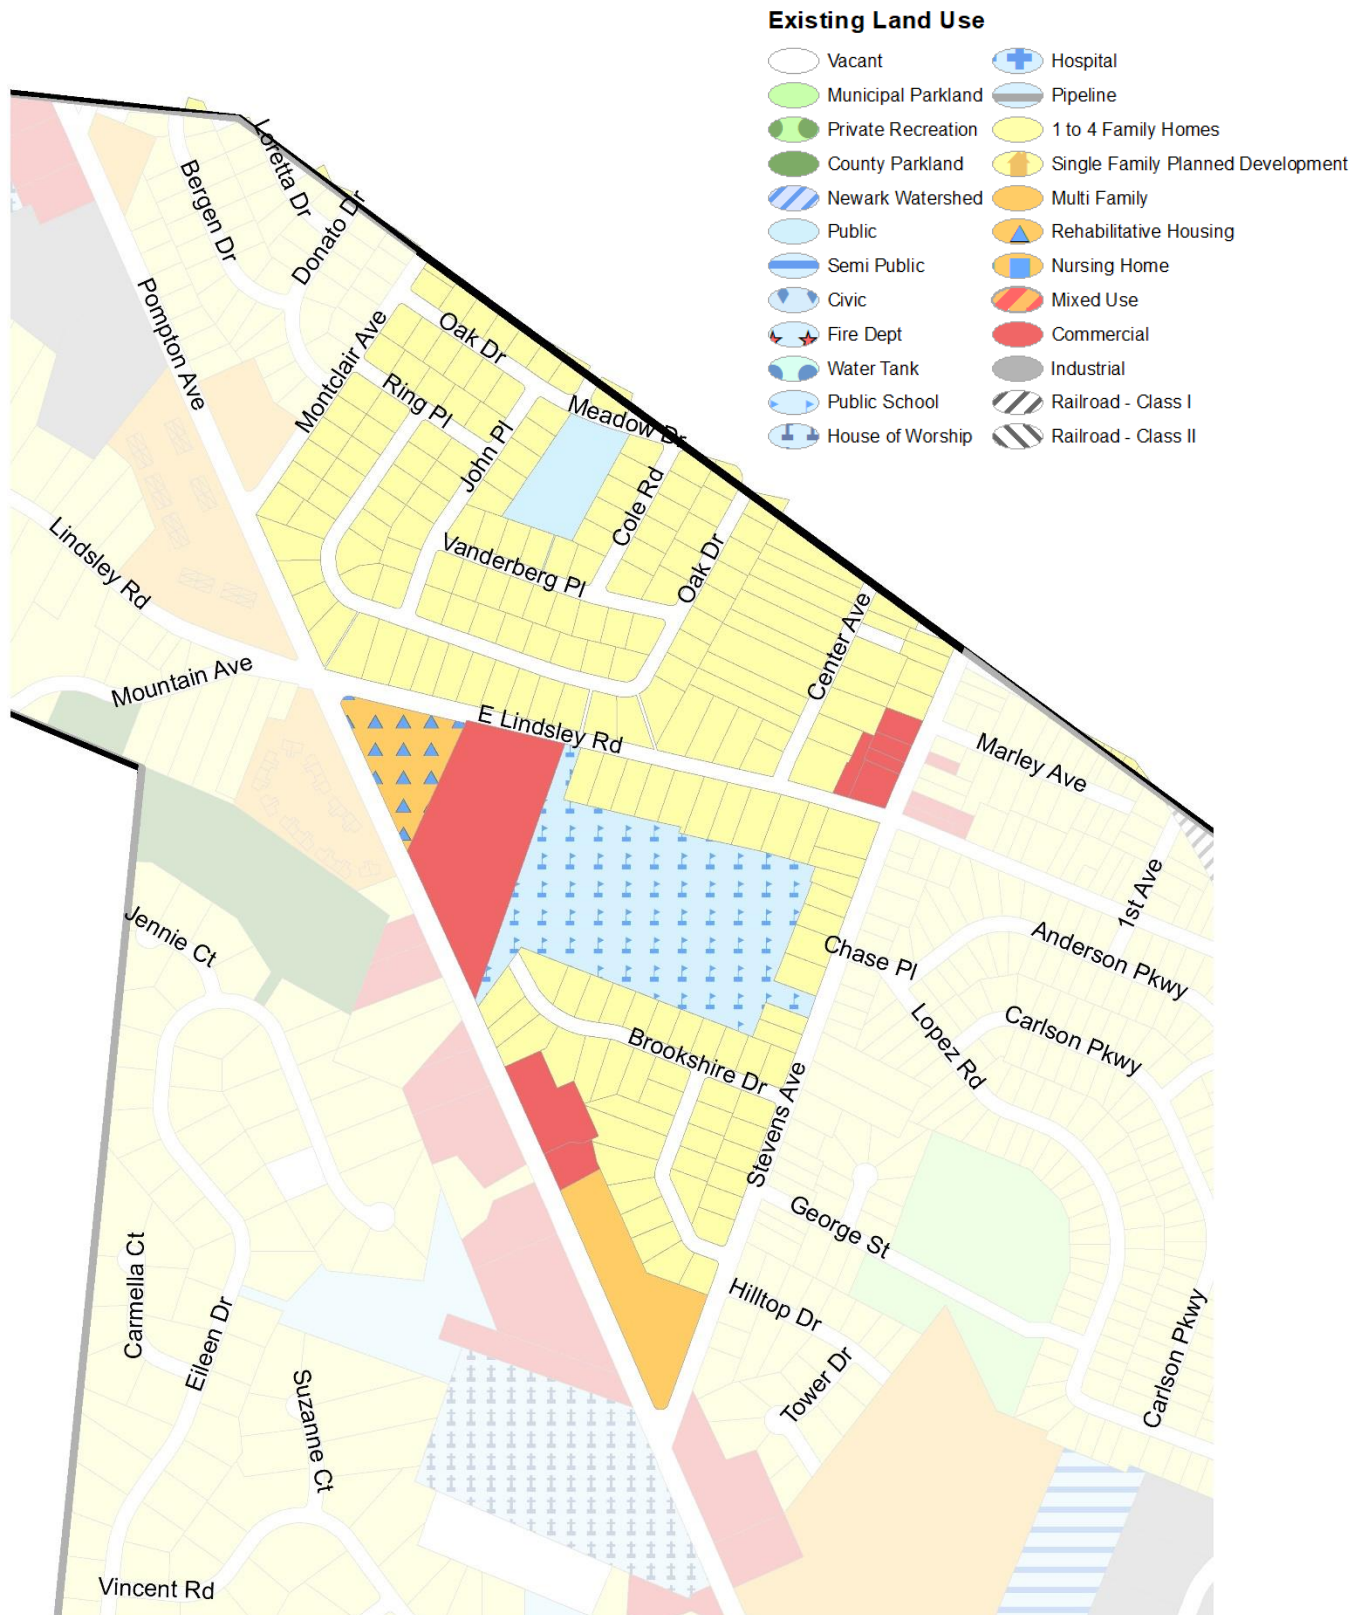 Existing Land Use
Vacant
Municipal Parkland
Private Recreation
County Parkland
Newark Watershed
Public
Semi Public
Civic
Fire Dept
Water Tank
Public School
House of Worship
Hospital
Pipeline
1 to 4 Family Homes
Single Family Planned Development
Multi Family
Rehabilitative Housing
Nursing Home
Mixed Use
Commercial
Industrial
Railroad - Class I
Railroad - Class II
Loretta Dr
Bergen Dr
Donato Dr
Pompton Ave
Montclair Ave
Oak Dr
Ring Pl
John Pl
Meadow Dr
Cole Rd
Vanderberg Pl
Oak Dr
Lindsley Rd
Mountain Ave
Center Ave
E Lindsley Rd
Marley Ave
1st Ave
Jennie Ct
Chase Pl
Anderson Pkwy
Lopez Rd
Carlson Pkwy
Brookshire Dr
Stevens Ave
George St
Carmella Ct
Eileen Dr
Hilltop Dr
Tower Dr
Carlson Pkwy
Suzanne Ct
Vincent Rd